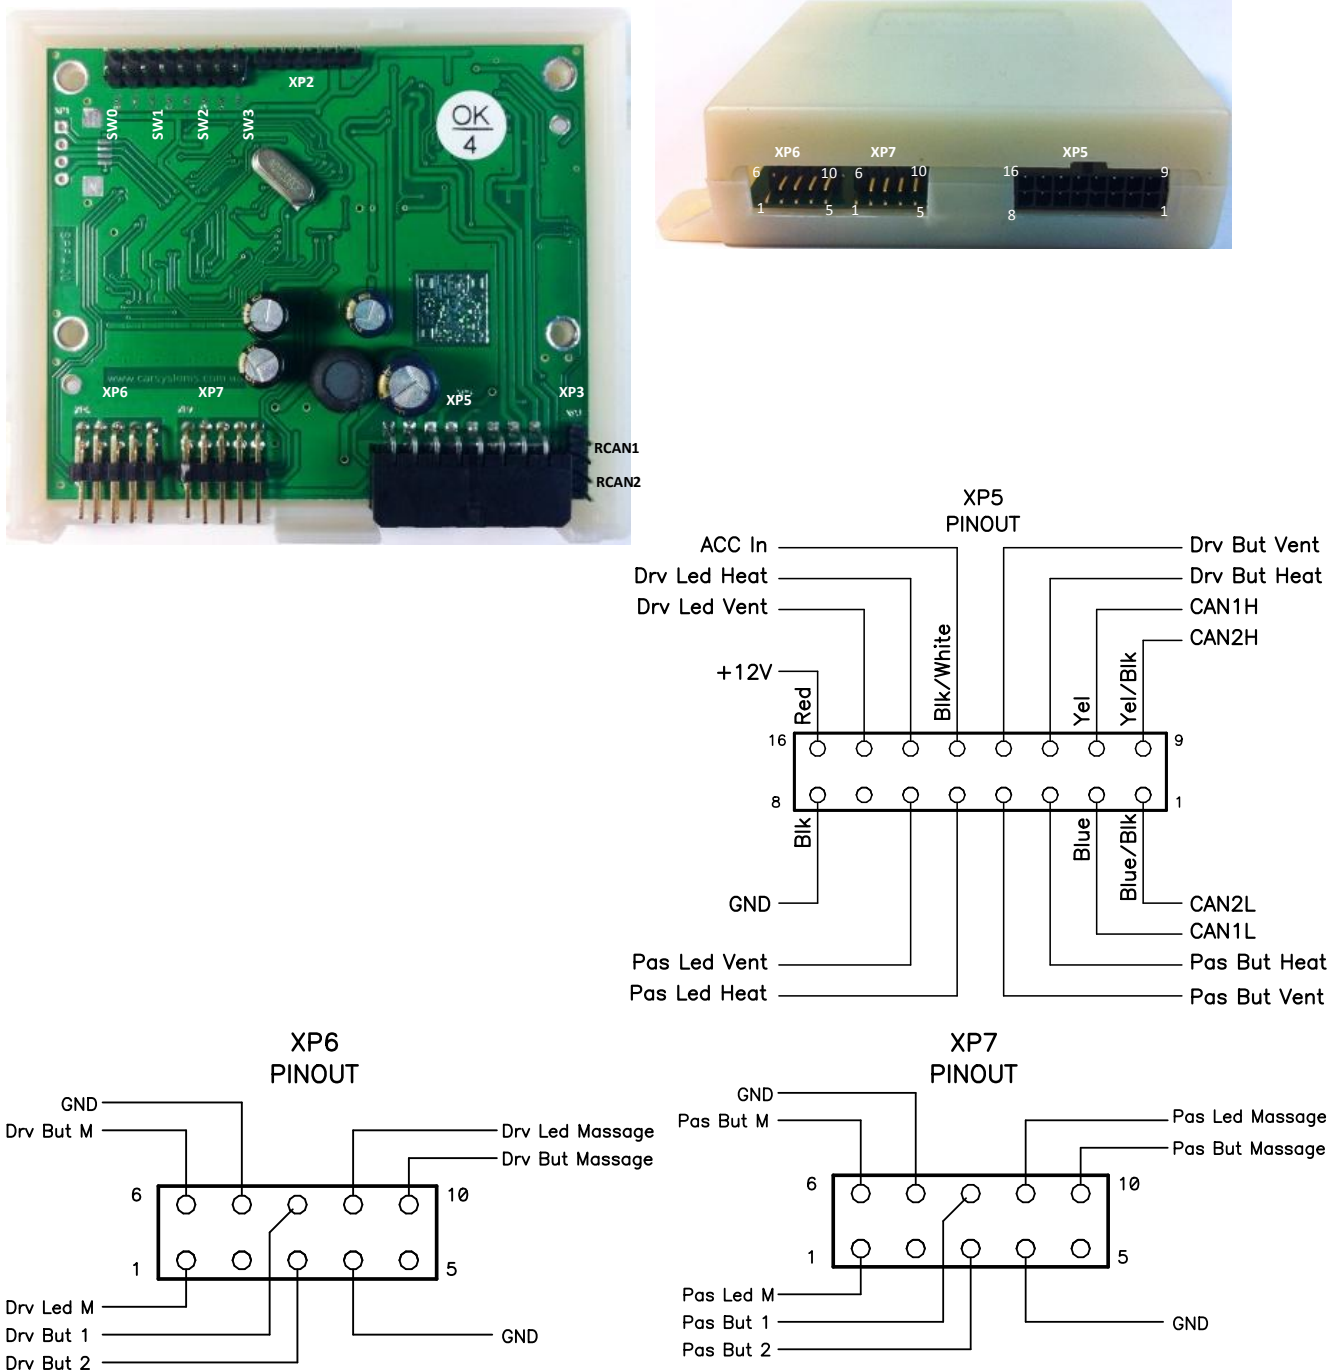 XP2
SW0
SW1
SW2
SW3
OK
4
www.carsystems.com.u
XP6
XP7
XP5
XP3
RCAN1
RCAN2
XP6
XP7
XP5
6
10
6
10
16
9
1
5
1
5
8
1
XP5
PINOUT
ACC In
Drv But Vent
Drv Led Heat
Drv But Heat
Drv Led Vent
CAN1H
CAN2H
+12V
Red
Blk/White
Yel
Yel/Blk
16
9
8
1
Blk
Blue
Blue/Blk
GND
CAN2L
CAN1L
Pas Led Vent
Pas But Heat
Pas Led Heat
Pas But Vent
XP6
PINOUT
GND
Drv But M
Drv Led Massage
Drv But Massage
6
10
1
5
Drv Led M
Drv But 1
GND
Drv But 2
XP7
PINOUT
GND
Pas But M
Pas Led Massage
Pas But Massage
6
10
1
5
Pas Led M
Pas But 1
GND
Pas But 2